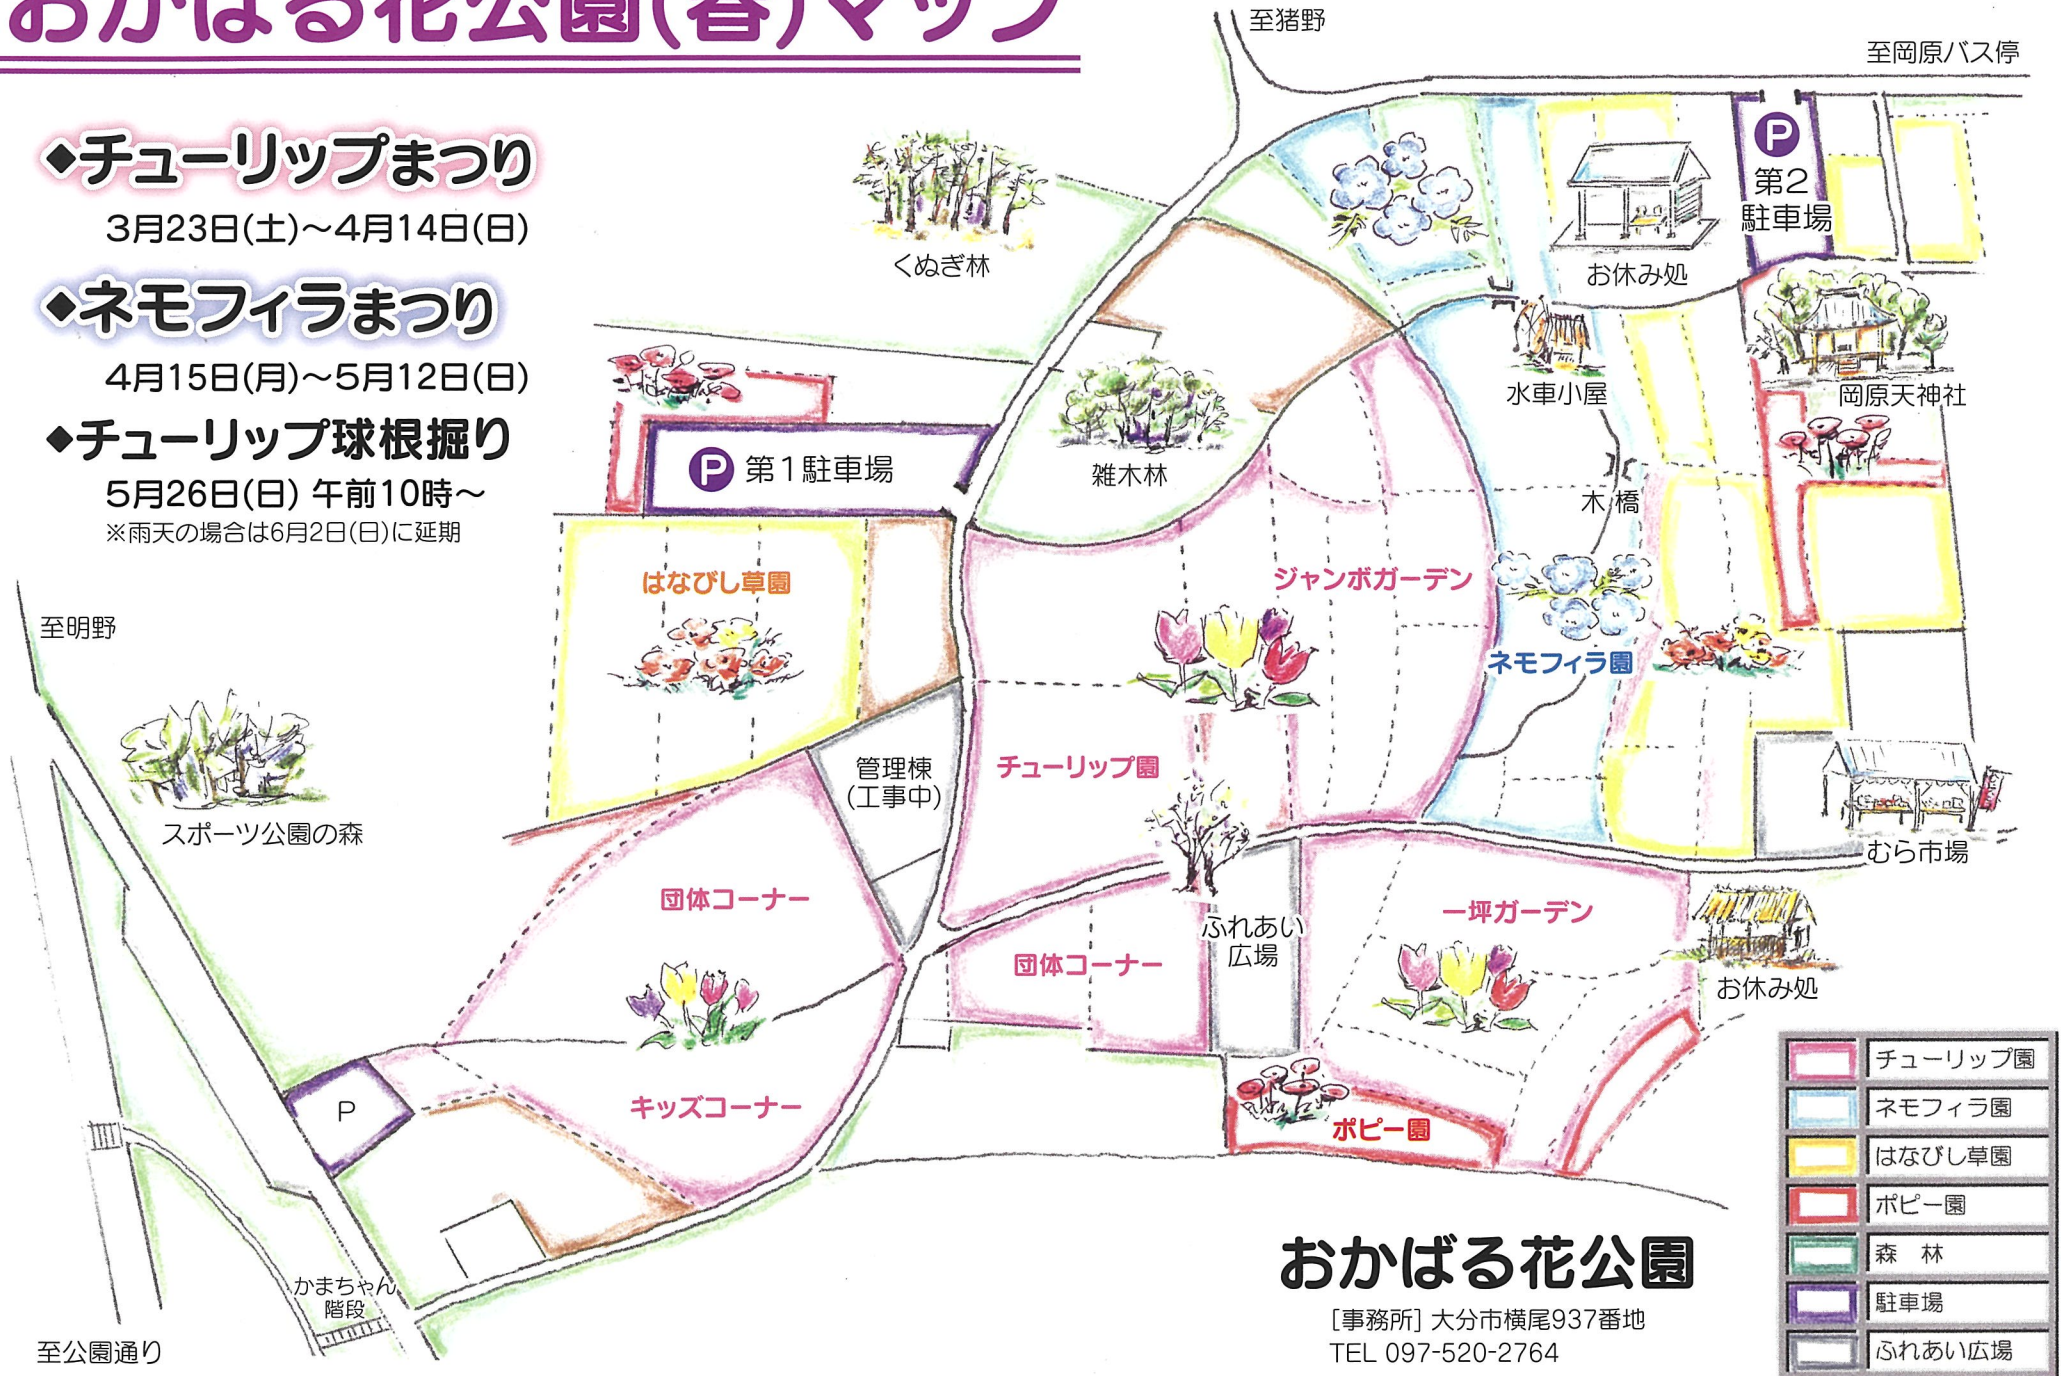 おかばる花公園(春)マップ
◆チューリップまつり
3月23日(土)～4月14日(日)
◆ネモフィラまつり
4月15日(月)～5月12日(日)
◆チューリップ球根掘り
5月26日(日) 午前10時～
※雨天の場合は6月2日(日)に延期
至猪野
至岡原バス停
くぬぎ林
P
第2
駐車場
お休み処
水車小屋
岡原天神社
雑木林
P 第1駐車場
木橋
はなびし草園
ジャンボガーデン
至明野
ネモフィラ園
チューリップ園
管理棟
(工事中)
スポーツ公園の森
むら市場
団体コーナー
一坪ガーデン
ふれあい
広場
団体コーナー
お休み処
P
キッズコーナー
ポピー園
かまちゃん
階段
至公園通り
チューリップ園
ネモフィラ園
はなびし草園
ポピー園
森 林
駐車場
ふれあい広場
おかばる花公園
[事務所] 大分市横尾937番地
TEL 097-520-2764